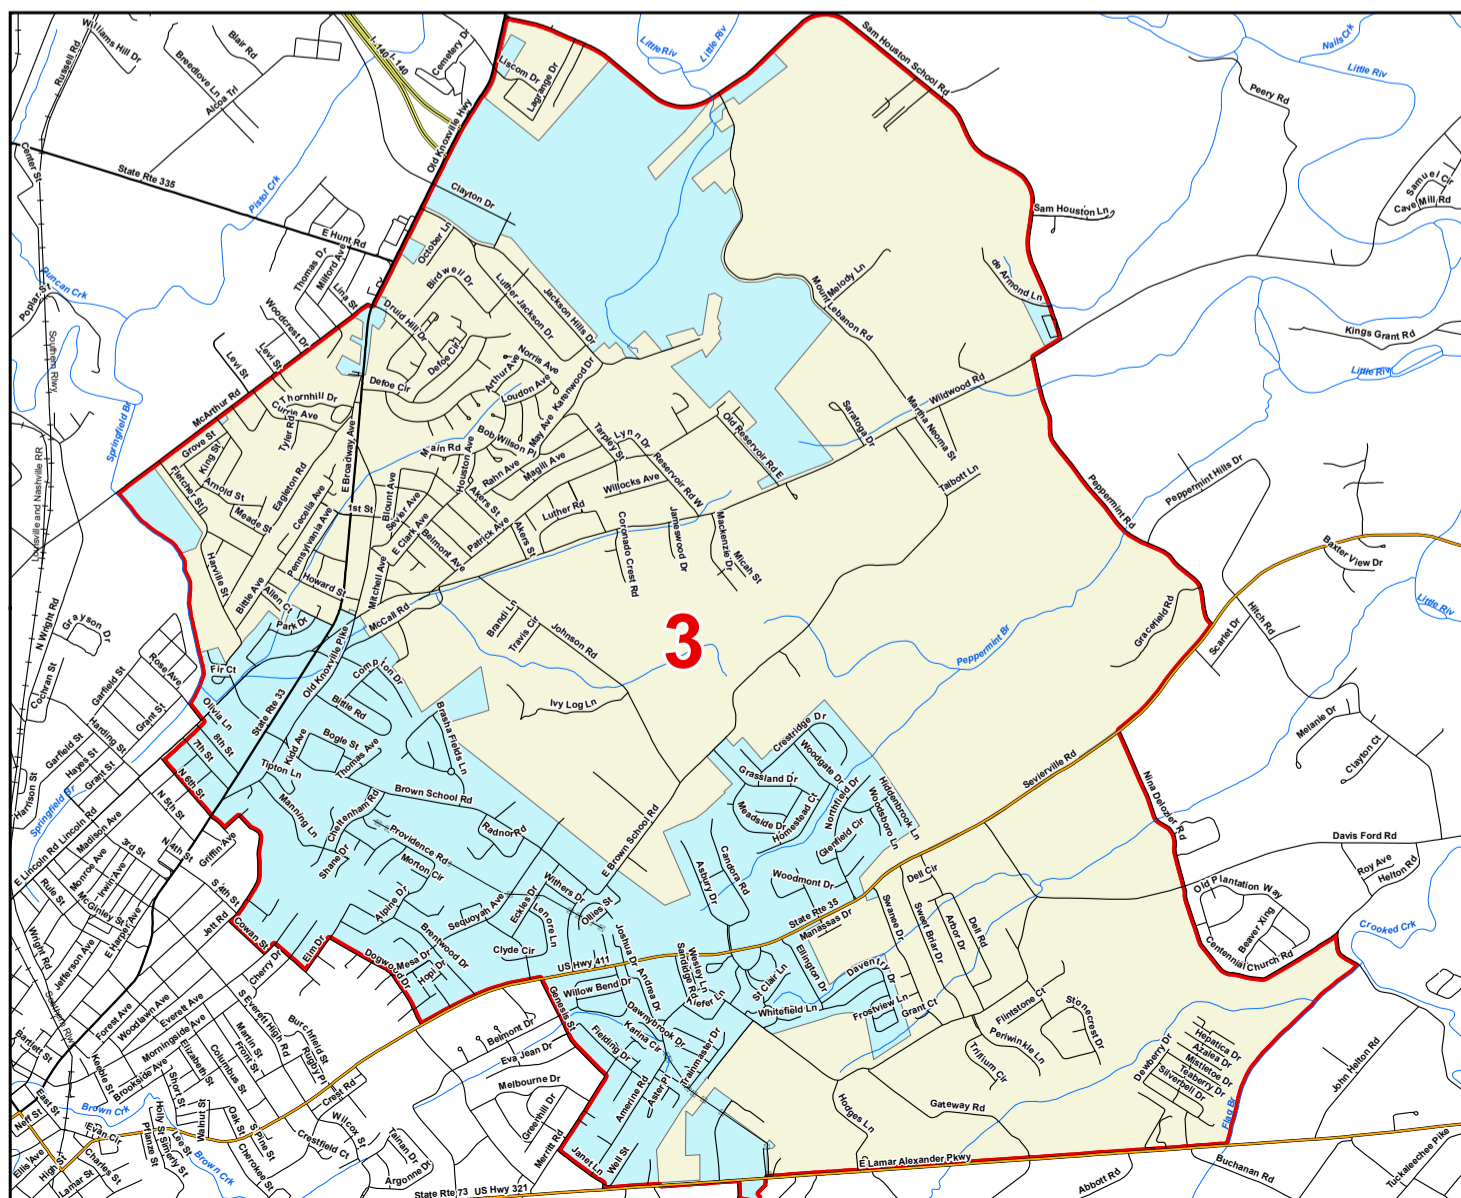 Williams Hill Dr
Blair Rd
Russell Rd
Breedlove Ln
Alcoa Trl
I-140
I-140
Cemetery Dr
Old Knoxville Hwy
Liscom Dr
Lagrange Dr
Little Riv
Little Riv
Sam Houston School Rd
Nails Crk
Little Riv
Peery Rd
Center St
State Rte 335
Pistol Crk
Clayton Dr
Samuel Cir
Cave Mill Rd
Sam Houston Ln
E Hunt Rd
October Ln
Thomas Dr
Milford Ave
Lina St
Birdwell Dr
Duncan Crk
Poplar St
Southern Rlwy
Woodcrest Dr
Druid Hill Dr
Luther Jackson Dr
Jackson Hills Dr
Melody Ln
Mount Lebanon Rd
de Armond Ln
Kings Grant Rd
Little Riv
Levi St
Levi St
Defoe Cir
Defoe Cir
Norris Ave
Arthur Ave
Loudon Ave
Karenwood Dr
May Ave
Wildwood Rd
McArthur Rd
Thornhill Dr
Currie Ave
Tyler Rd
Springfield Br
Grove St
King St
Bob Wilson Pl
Main Rd
Houston Ave
Tarpley St
Lynn Dr
Old Reservoir Rd E
Saratoga Dr
Martha Neoma St
Talbott Ln
Fletcher St
Arnold St
Meade St
Eagleton Rd
E Broadway Ave
Blount Ave
Rahn Ave
Magill Ave
Willocks Ave
Reservoir Rd W
Louisville and Nashville RR
Cecelia Ave
Pennsylvania Ave
1st St
Sevier Ave
E Clark Ave
Belmont Ave
Akers St
Patrick Ave
Akers St
Luther Rd
Coronado Crest Rd
Jameswood Dr
Mackenzie Dr
Micah St
Peppermint Rd
Peppermint Hills Dr
Baxter View Dr
Little Riv
Harville St
Bittle Ave
Allen Ct
Howard St
Mitchell Ave
McCall Rd
Park Dr
Brandi Ln
Travis Cir
Johnson Rd
3
Peppermint Br
Gracefield Rd
Scarlet Dr
Hitch Rd
N Wright Rd
Grayson Dr
Cochran St
Garfield St
Rose Ave
Fir Ct
Old Knoxville Pike
Compton Dr
Ivy Log Ln
Olivia Ln
State Rte 33
Bittle Rd
Brasha Fields Ln
Garfield St
Harding St
Grant St
8th St
7th St
Kidd Ave
Bogle St
Thomas Ave
Crestridge Dr
Woodgate Dr
Melanie Dr
Clayton Ct
Hayes St
Grant St
Harrison St
Springfield Br
N 6th St
Tipton Ln
Brown School Rd
Grassland Dr
Northfield Dr
Hiddenbrook Ln
Woodsboro Ln
Sevierville Rd
Nina Delozier Rd
Manning Ln
Cheltenham Rd
Radnor Rd
Meadside Dr
Homestead Ct
Glenfield Cir
E Lincoln Rd
Lincoln Rd
Madison Ave
Monroe Ave
3rd St
Irwin Ave
McGinley St
Rule St
N 5th St
N 4th St
Griffin Ave
Shane Dr
Providence Rd
Morton Cir
E Brown School Rd
Candora Rd
Asbury Dr
Woodmont Dr
Dell Cir
Davis Ford Rd
Roy Ave
Helton Rd
Wright Rd
Jefferson Ave
E Harper Ave
S 4th St
Jett Rd
Cowan St
Alpine Dr
Sequoyah Ave
Eckles Dr
Withers Dr
Lenore Ln
Ollies St
State Rte 35
Manassas Dr
Swanee Dr
Sweet Briar Dr
Arbor Dr
Dell Rd
Old Plantation Way
Beaver Xing
Centennial Church Rd
Crooked Crk
Cherry Dr
Elm Dr
Dogwood Dr
Mesa Dr
Hopi Dr
Brentwood Dr
Clyde Cir
US Hwy 411
Joshua Dr
Andrea Dr
Wesley Ln
Sandidge Rd
Kiefer Ln
St Clair Ln
Ellington Dr
Daventry Dr
Whitefield Ln
Frostview Ln
Grant Ct
Flintstone Ct
Stonecrest Dr
Southern Rlwy
Forest Ave
Woodlawn Ave
Everett Ave
S Everett High Rd
Genesis St
Willow Bend Dr
Dawnybrook Dr
Karina Cir
Fielding Dr
Periwinkle Ln
Trillium Cir
Bartlett St
Morningside Ave
Martin St
Front St
Burchfield St
Rugby Pl
Belmont Dr
Eva Jean Dr
Trainmaster Dr
Amerine Rd
Aster Pl
Dewberry Dr
Hepatica Dr
Azalea Dr
Mistletoe Dr
Teaberry Dr
Silverbell Dr
Keeble St
Brookside Ave
Elizabeth St
Columbus St
Short St
Crest Rd
Melbourne Dr
Greenhill Dr
Merritt Rd
Hodges Ln
Gateway Rd
Flag Br
John Helton Rd
East St
Neff St
Brown Crk
Evan Cir
Holly St
Pflanze St
Simerly St
Lee St
Walnut St
Oak St
S Pine St
Cherokee St
Wilcox St
Crestfield Ct
Tainan Dr
Argonne Dr
Janet Ln
Well St
Ellis Ave
High St
Charles St
Lamar St
Brown Crk
State Rte 73
US Hwy 321
E Lamar Alexander Pkwy
Abbott Rd
Buchanan Rd
Tuckaleechee Pike